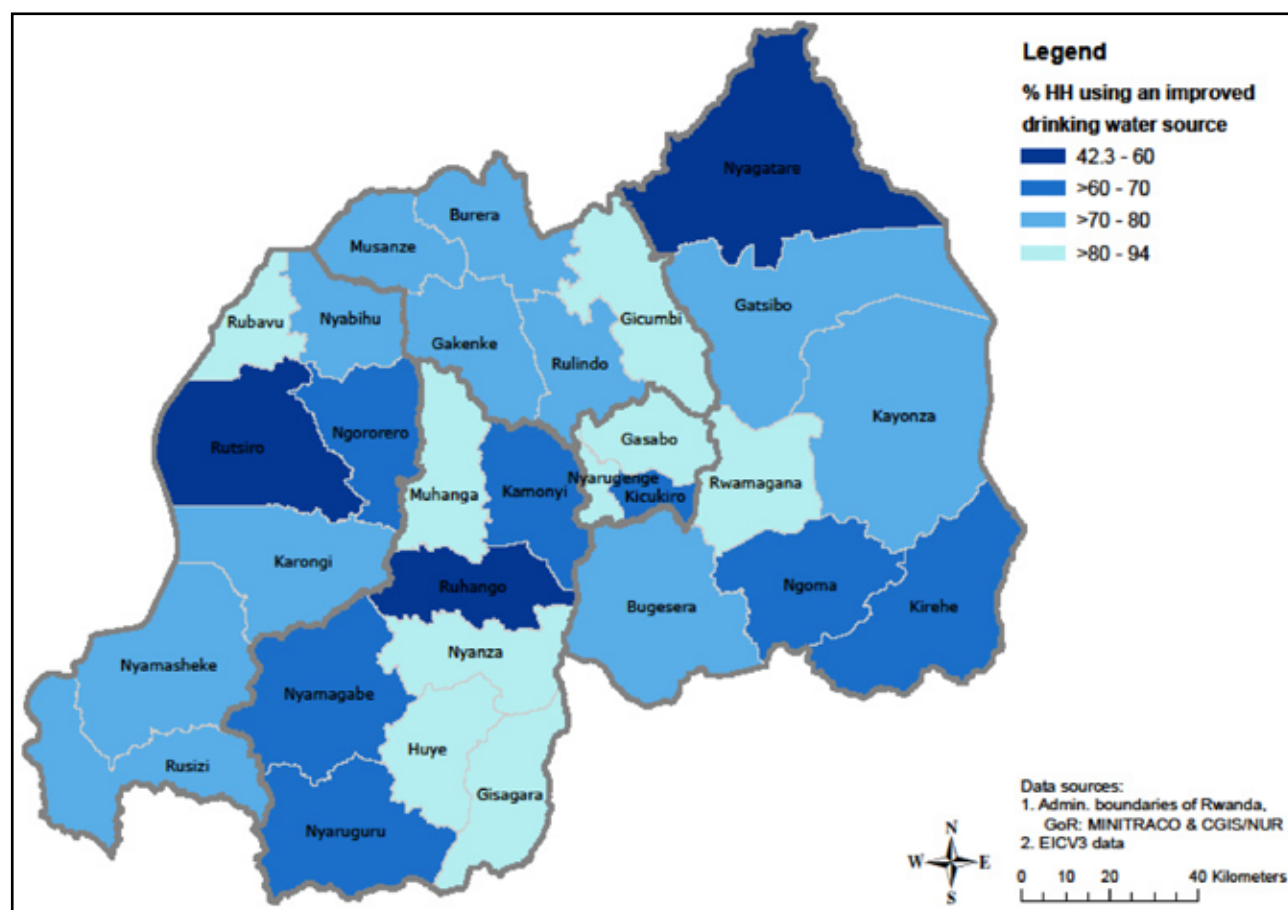 Legend
% HH using an improved
drinking water source
42.3 - 60
>60 - 70
>70 - 80
>80 - 94
Nyagatare
Burera
Musanze
Gatsibo
Rubavu
Nyabihu
Gicumbi
Gakenke
Rulindo
Kayonza
Ngororero
Gasabo
Rutsiro
Nyarugenge
Rwamagana
Muhanga
Kamonyi
Kicukiro
Karongi
Ruhango
Ngoma
Bugesera
Kirehe
Nyanza
Nyamasheke
Nyamagabe
Huye
Rusizi
Gisagara
Nyaruguru
Data sources:
1. Admin. boundaries of Rwanda,
GoR: MINITRACO & CGIS/NUR
2. EICV3 data
N
W E
S
0 10 20 40 Kilometers